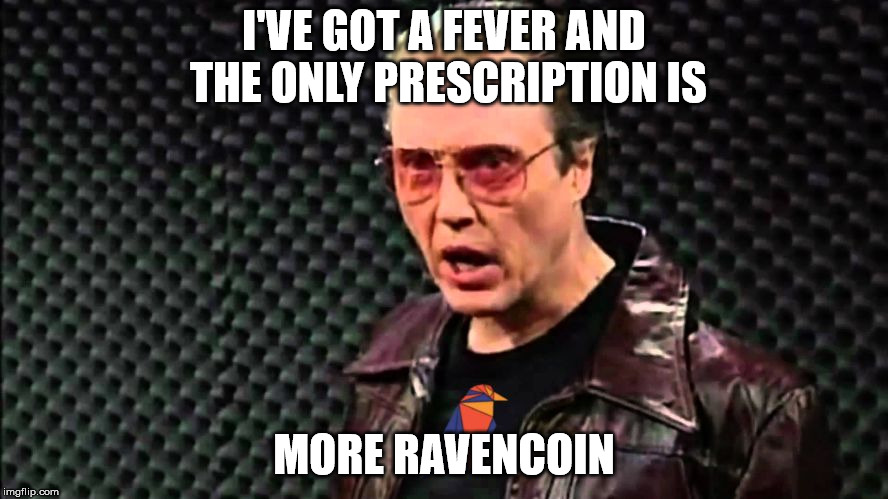 I'VE GOT A FEVER AND
THE ONLY PRESCRIPTION IS
MORE RAVENCOIN
imgflip.com